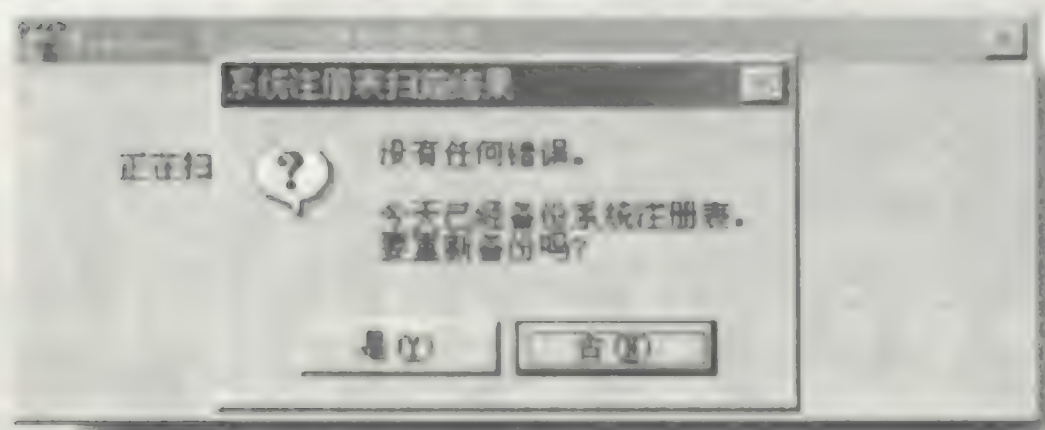 系统注册表扫描结果
正在扫
没有任何错误。
今天已经备份系统注册表.
要重新备份吗?
是(Y)
否(N)